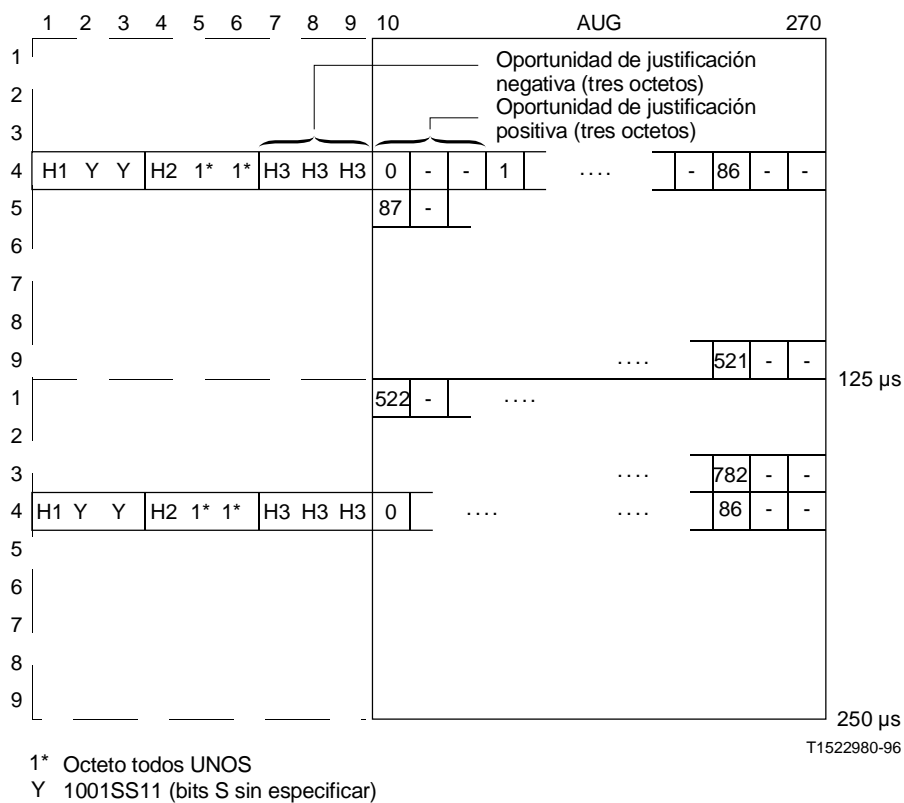 1 2 3 4 5 6 7 8 9 10 AUG 270
1
Oportunidad de justificación
negativa (tres octetos)
2
Oportunidad de justificación
positiva (tres octetos)
3
4 H1 Y Y H2 1* 1* H3 H3 H3 0 - - 1 .... - 86 - -
5 87 -
6
7
8
9 .... 521 - -
125 µs
1 522 - ....
2
3 .... 782 - -
4 H1 Y Y H2 1* 1* H3 H3 H3 0 .... .... 86 - -
5
6
7
8
9
250 µs
T1522980-96
1* Octeto todos UNOS
Y 1001SS11 (bits S sin especificar)